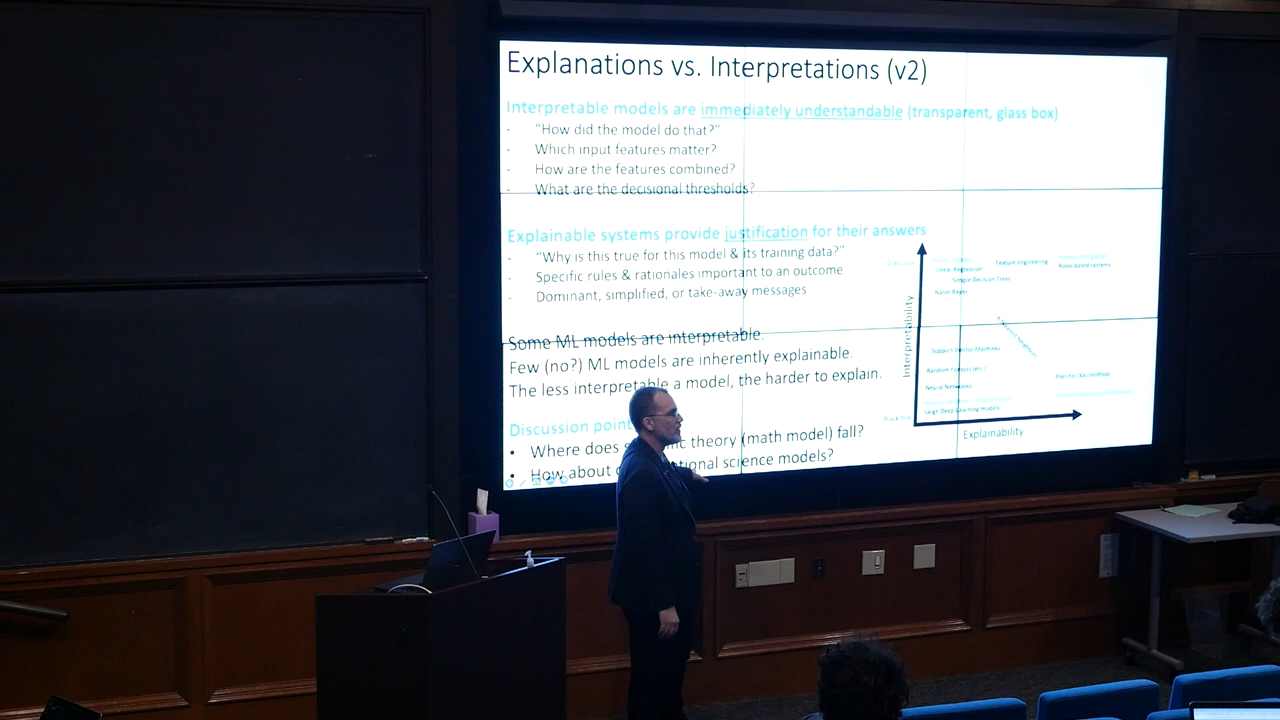 Explanations vs. Interpretations (v2)
Interpretable models are immediately understandable (transparent, glass box)
- "How did the model do that?"
- Which input features matter?
- How are the features combined?
- What are the decisional thresholds?
Explainable systems provide justification for their answers
- "Why is this true for this model & its training data?"
- Specific rules & rationales important to an outcome
- Dominant, simplified, or take-away messages
Some ML models are interpretable.
Few (no?) ML models are inherently explainable.
The less interpretable a model, the harder to explain.
Discussion point
• Where does theory (math model) fall?
• How about science models?
Interpretability
Glass box
Linear Regression
Feature engineering
Rules-based systems
Simple Decision Trees
Naive Bayes
Neighbors
Support Vector Machines
Random Forests (etc.)
Post hoc XAI methods
Neural Networks
Large Deep Learning models
Black box
Explainability